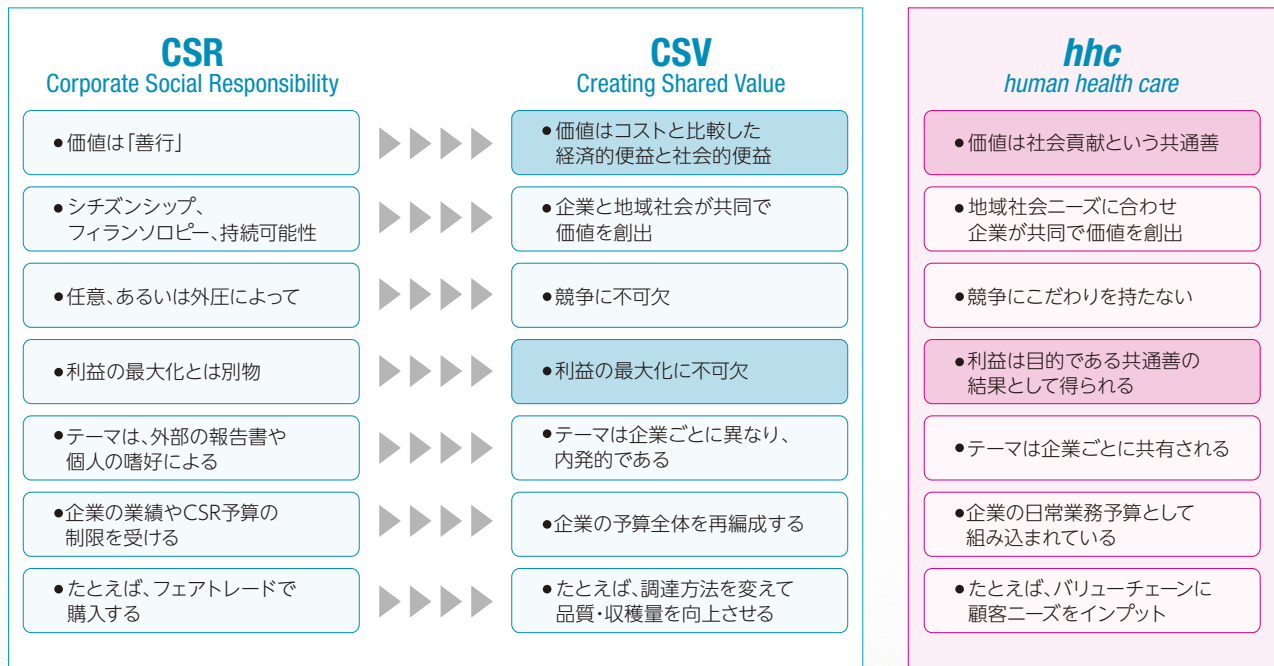 CSR
Corporate Social Responsibility
CSV
Creating Shared Value
hhc
human health care
●価値は「善行」
●価値はコストと比較した
経済的便益と社会的便益
●価値は社会貢献という共通善
●シチズンシップ、
フィランソロピー、持続可能性
●企業と地域社会が共同で
価値を創出
●地域社会ニーズに合わせ
企業が共同で価値を創出
●任意、あるいは外圧によって
●競争に不可欠
●競争にこだわりを持たない
●利益の最大化とは別物
●利益の最大化に不可欠
●利益は目的である共通善の
結果として得られる
●テーマは、外部の報告書や
個人の嗜好による
●テーマは企業ごとに異なり、
内発的である
●テーマは企業ごとに共有される
●企業の業績やCSR予算の
制限を受ける
●企業の予算全体を再編成する
●企業の日常業務予算として
組み込まれている
●たとえば、フェアトレードで
購入する
●たとえば、調達方法を変えて
品質・収穫量を向上させる
●たとえば、バリューチェーンに
顧客ニーズをインプット